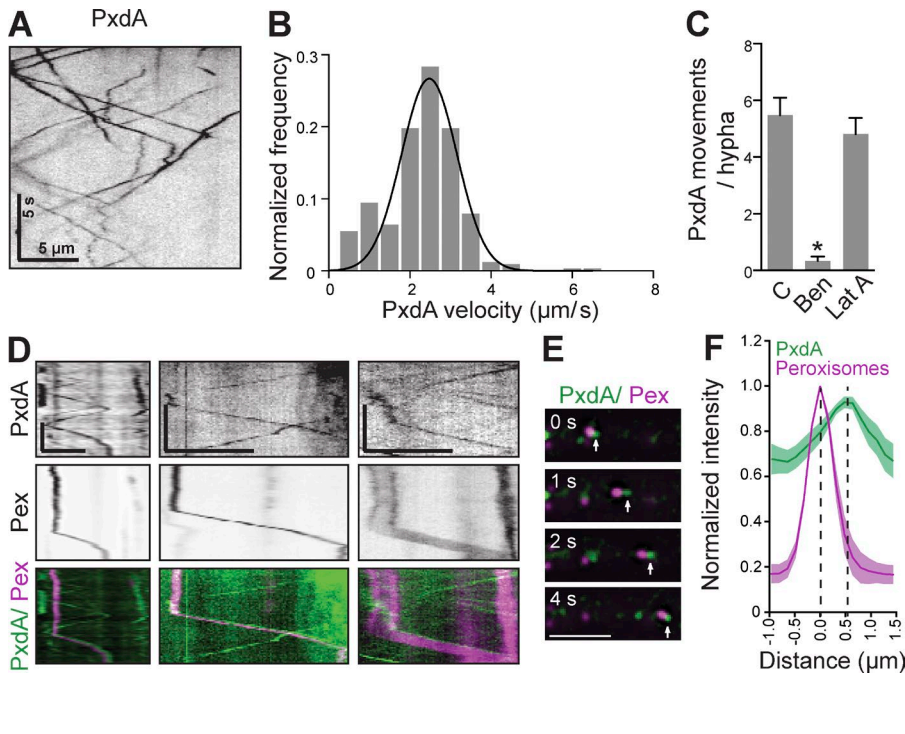 A
PxdA
5 s
5 µm
B
Normalized frequency
0.3
0.2
0.1
0
0 2 4 6 8
PxdA velocity (µm/s)
C
PxdA movements
/ hypha
8
6
4
2
0
*
C
Ben
Lat A
D
PxdA
Pex
PxdA/ Pex
E
PxdA/ Pex
0 s
1 s
2 s
4 s
F
PxdA
Peroxisomes
Normalized intensity
1.2
1.0
0.8
0.6
0.4
0.2
0
-1.0 -0.5 0.0 0.5 1.0 1.5
Distance (µm)